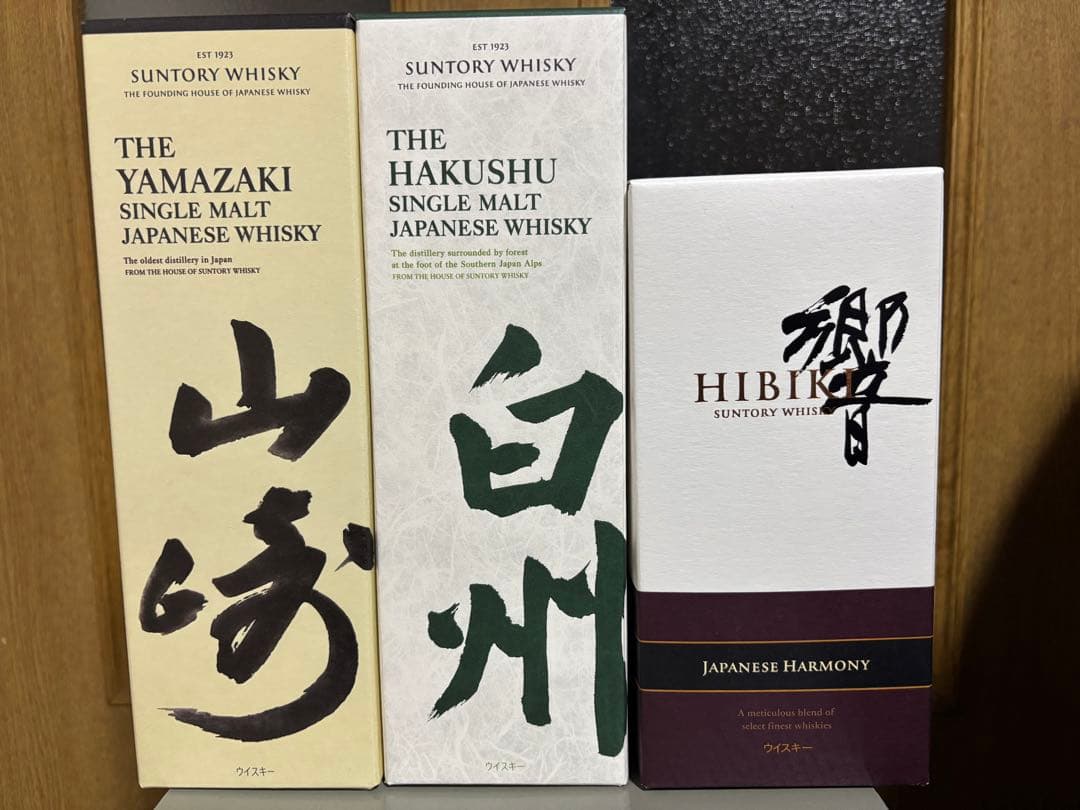 EST 1923
SUNTORY WHISKY
THE FOUNDING HOUSE OF JAPANESE WHISKY
THE
YAMAZAKI
SINGLE MALT
JAPANESE WHISKY
The oldest distillery in Japan
FROM THE HOUSE OF SUNTORY WHISKY
山
崎
ウイスキー
EST 1923
SUNTORY WHISKY
THE FOUNDING HOUSE OF JAPANESE WHISKY
THE
HAKUSHU
SINGLE MALT
JAPANESE WHISKY
The distillery surrounded by forest
at the foot of the Southern Japan Alps
FROM THE HOUSE OF SUNTORY WHISKY
白
州
ウイスキー
響
HIBIKI
SUNTORY WHISKY
JAPANESE HARMONY
A meticulous blend of
select finest whiskies
ウイスキー